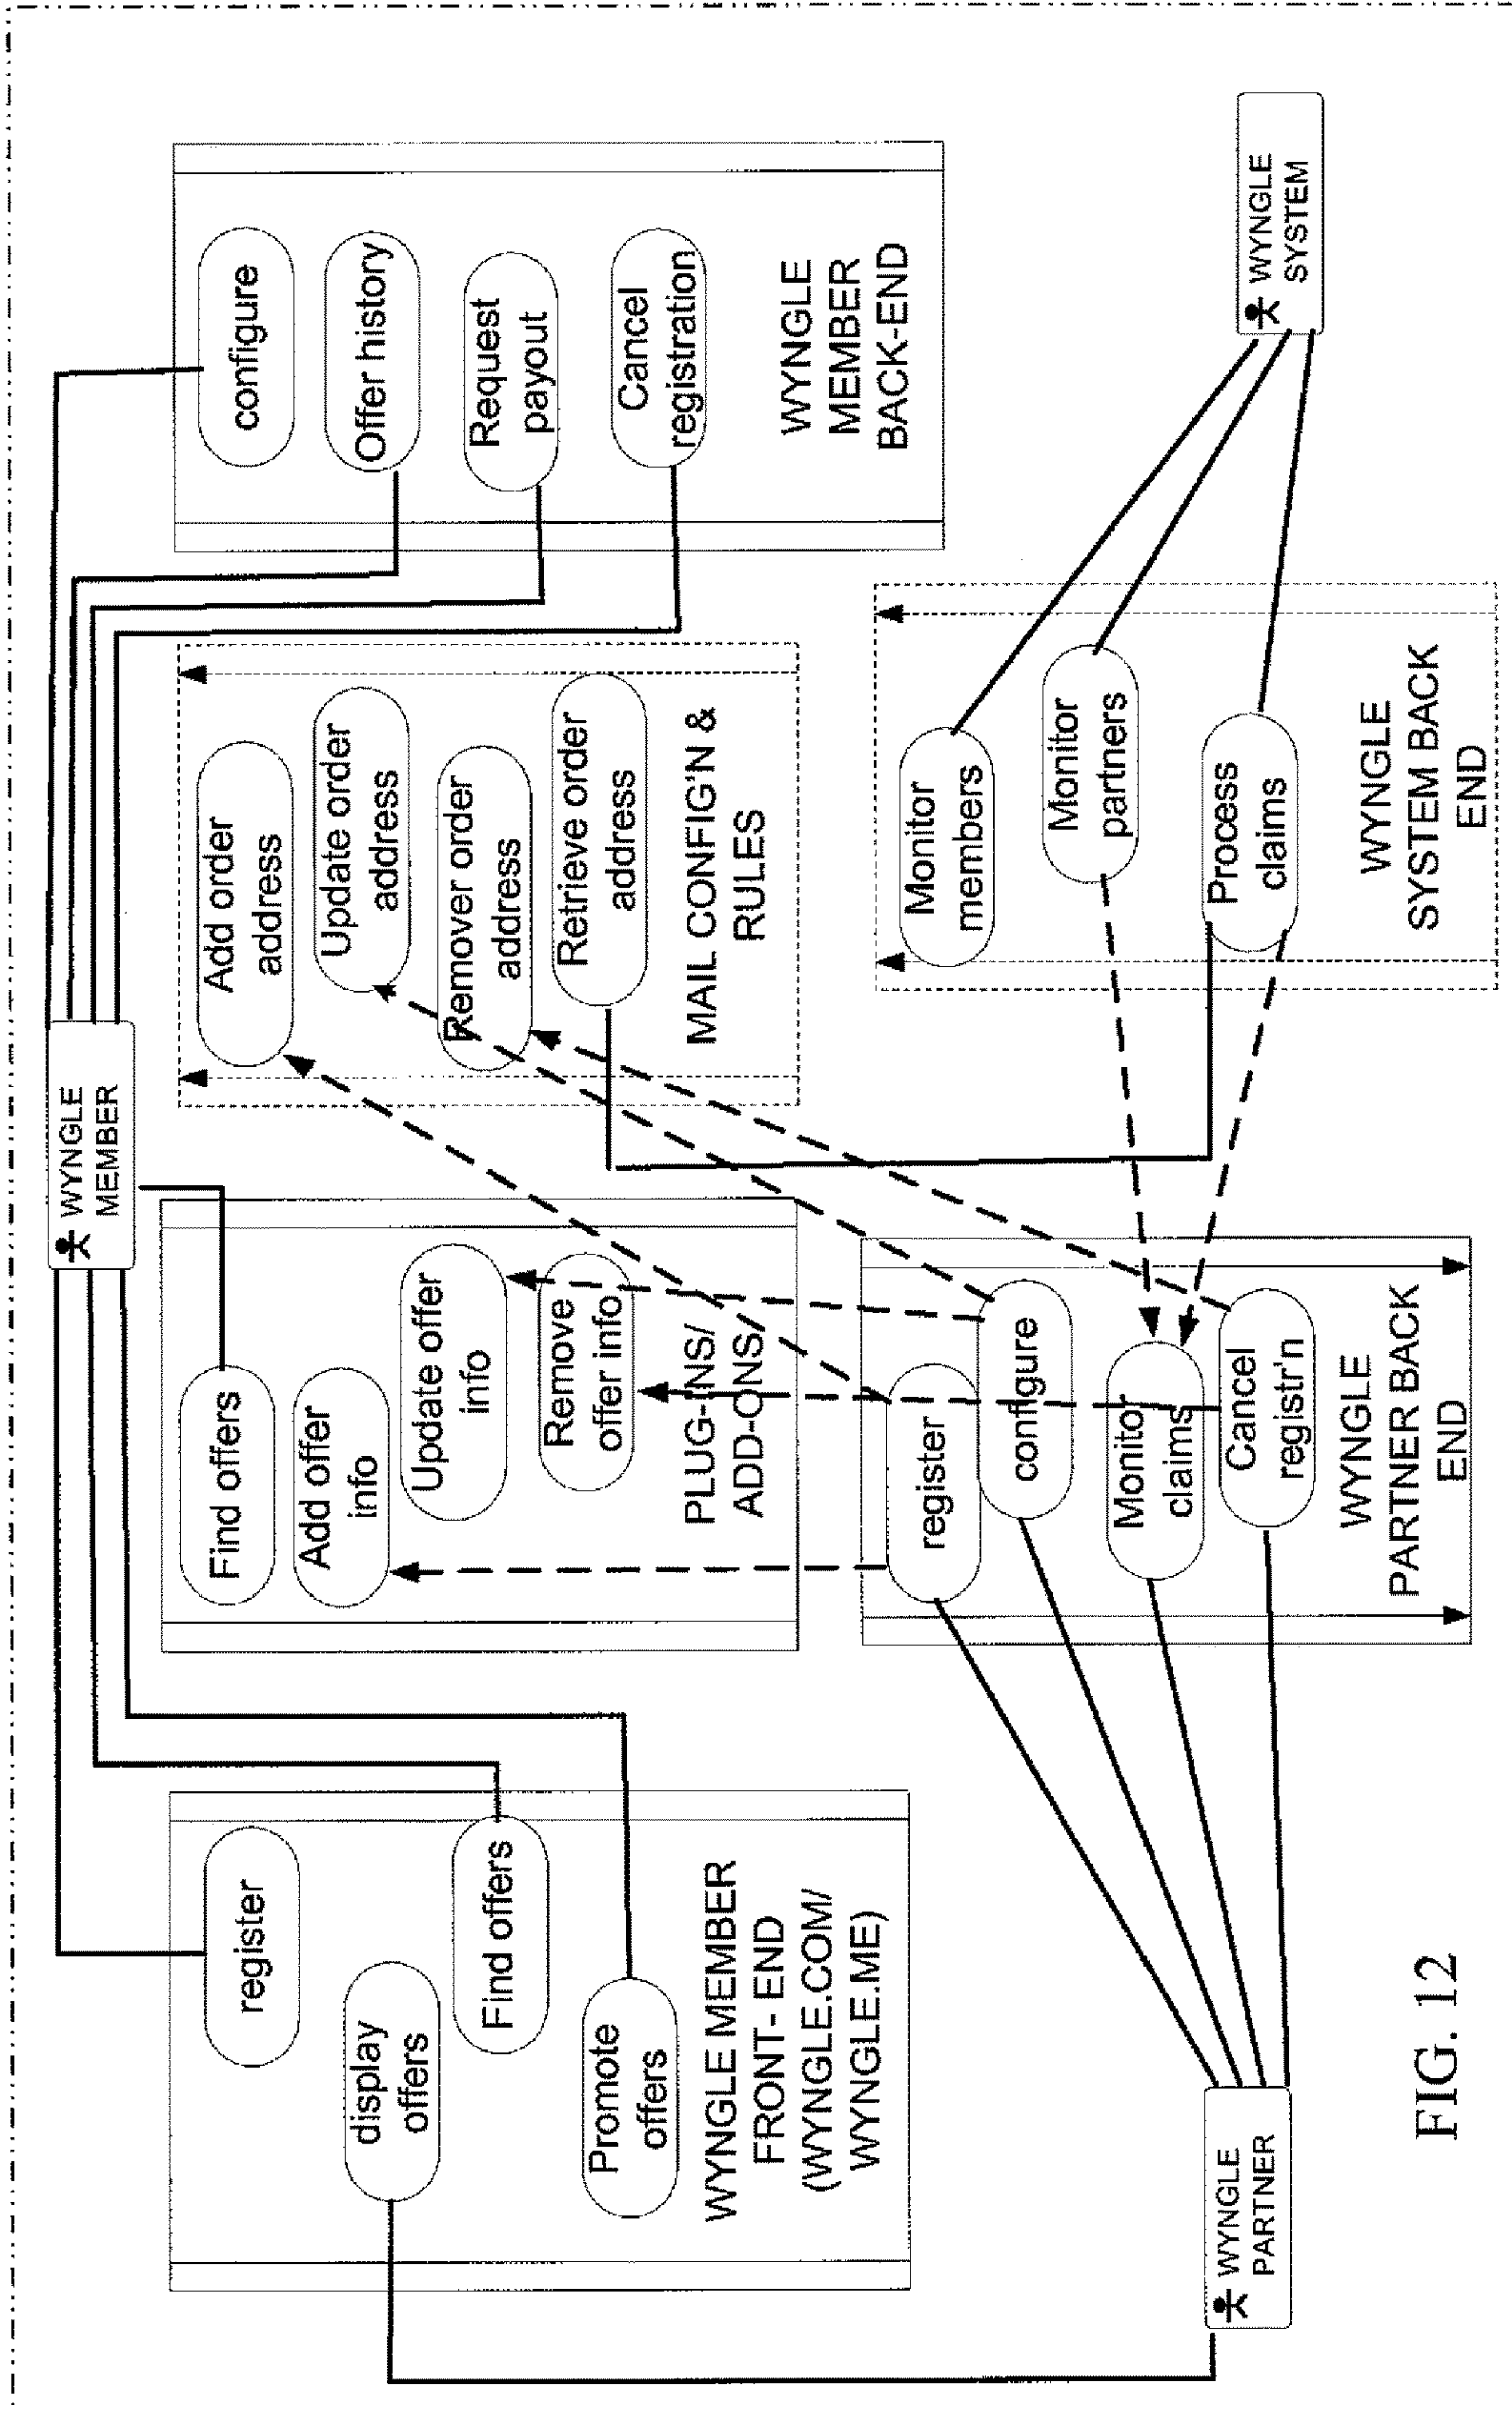 WYNGLE
MEMBER
register
display
offers
Find offers
Promote
offers
WYNGLE MEMBER
FRONT- END
(WYNGLE.COM/
WYNGLE.ME)
Find offers
Add offer
info
Update offer
info
Remove
offer info
PLUG-INS/
ADD-ONS
Add order
address
Update order
address
Remover order
address
Retrieve order
address
MAIL CONFIG'N &
RULES
configure
Offer history
Request
payout
Cancel
registration
WYNGLE
MEMBER
BACK-END
WYNGLE
PARTNER
register
configure
Monitor
claims
Cancel
registr'n
WYNGLE
PARTNER BACK
END
Monitor
members
Monitor
partners
Process
claims
WYNGLE
SYSTEM BACK
END
WYNGLE
SYSTEM
FIG. 12